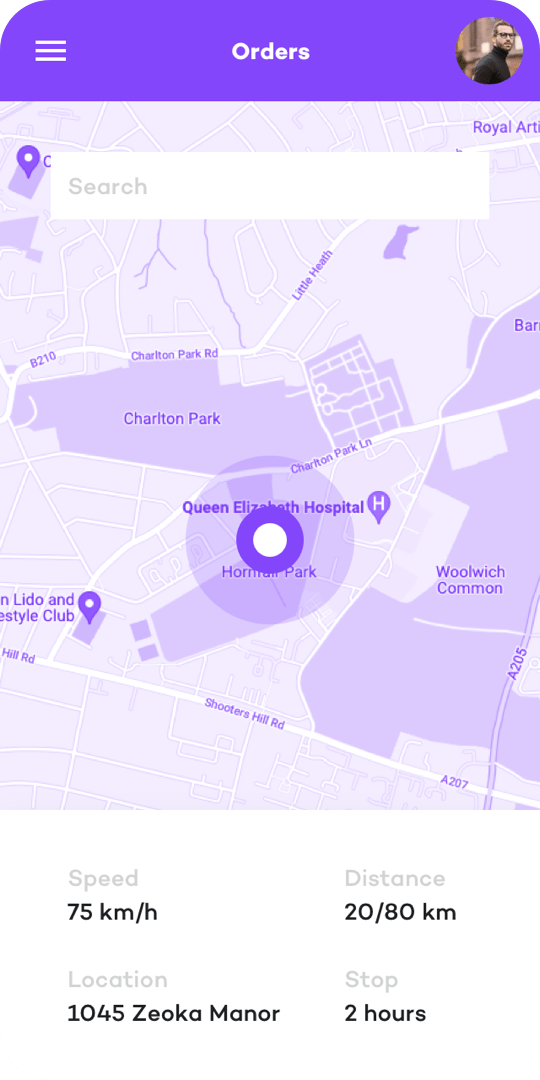 Orders
Royal Arti
C
Search
Little Heath
Barr
B210
Charlton Park Rd
Charlton Park
Charlton Park Ln
Queen Elizabeth Hospital
H
Hornfair Park
Woolwich
Common
n Lido and
estyle Club
Hill Rd
A205
Shooters Hill Rd
A207
Speed
Distance
75 km/h
20/80 km
Location
Stop
1045 Zeoka Manor
2 hours